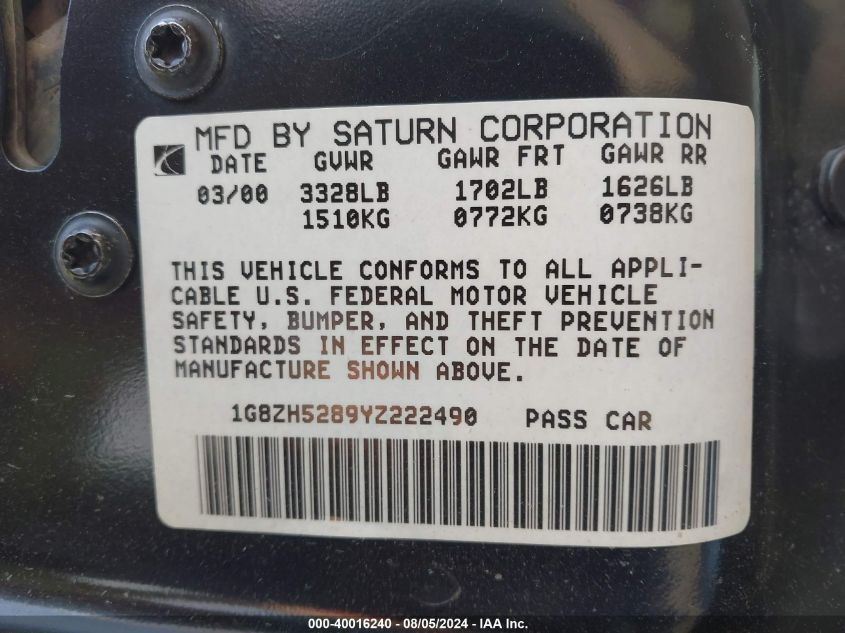 MFD BY SATURN CORPORATION
DATE GVWR GAWR FRT GAWR RR
03/00 3328LB 1702LB 1626LB
1510KG 0772KG 0738KG
THIS VEHICLE CONFORMS TO ALL APPLI-
CABLE U.S. FEDERAL MOTOR VEHICLE
SAFETY, BUMPER, AND THEFT PREVENTION
STANDARDS IN EFFECT ON THE DATE OF
MANUFACTURE SHOWN ABOVE.
1G8ZH5289YZ222490 PASS CAR
000-40016240 - 08/05/2024 - IAA Inc.